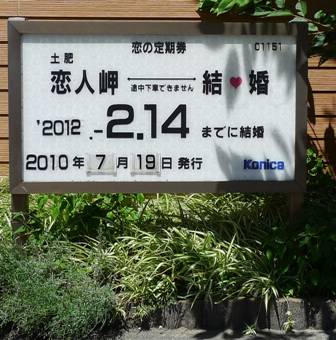 恋の定期券 C1151
土肥
恋人岬 ⟷ 結♥婚
途中下車できません
'2012.-2.14 までに結婚
2010年7月19日発行 Konica